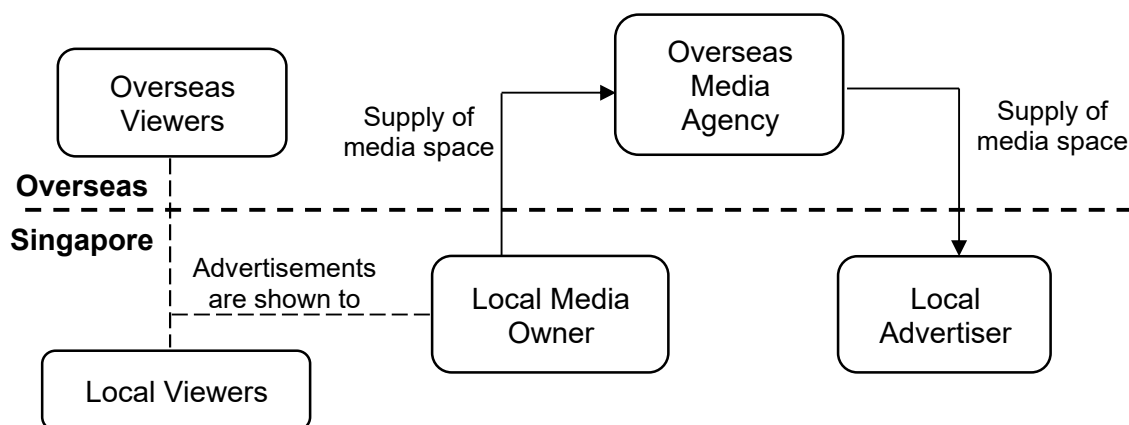 Overseas
Viewers
Supply of
media space
Overseas
Media
Agency
Supply of
media space
Overseas
Singapore
Advertisements
are shown to
Local Media
Owner
Local
Advertiser
Local Viewers